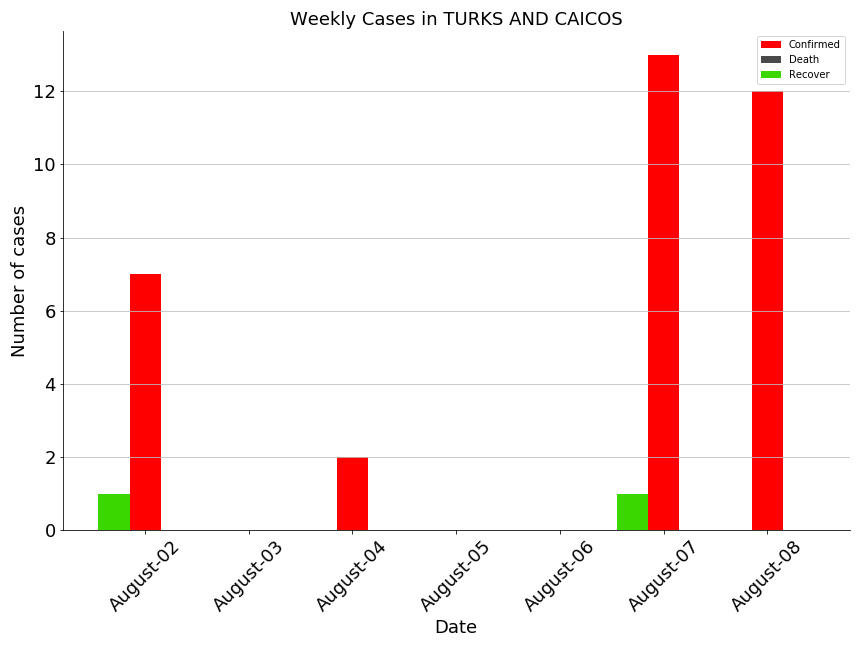 Weekly Cases in TURKS AND CAICOS
Confirmed
Death
Recover
Number of cases
12
10
8
6
4
2
0
August-02
August-03
August-04
August-05
August-06
August-07
August-08
Date